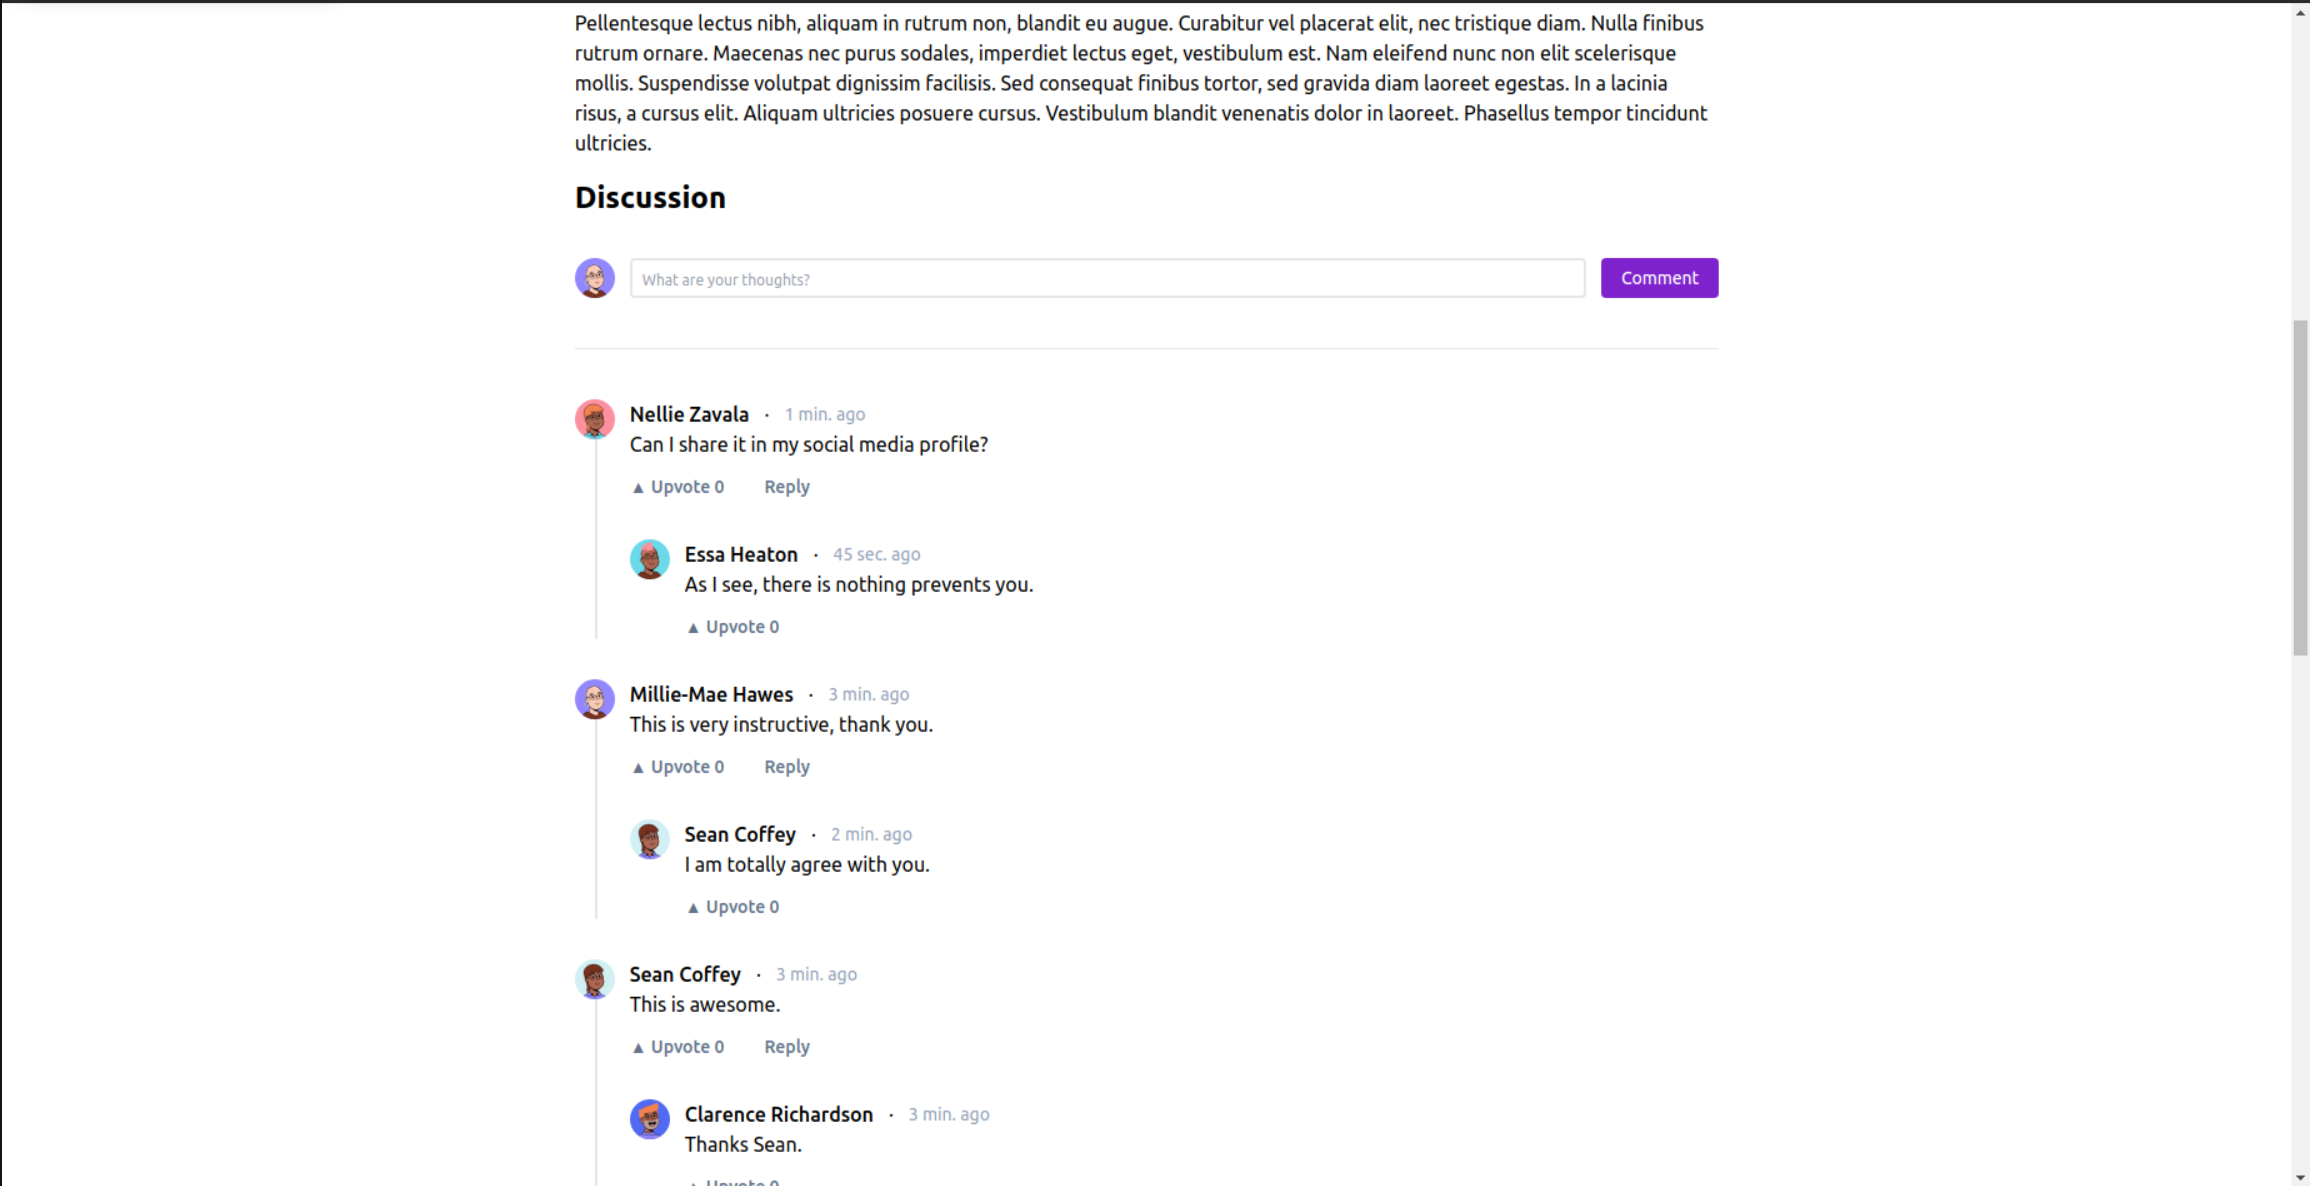 Pellentesque lectus nibh, aliquam in rutrum non, blandit eu augue. Curabitur vel placerat elit, nec tristique diam. Nulla finibus
rutrum ornare. Maecenas nec purus sodales, imperdiet lectus eget, vestibulum est. Nam eleifend nunc non elit scelerisque
mollis. Suspendisse volutpat dignissim facilisis. Sed consequat finibus tortor, sed gravida diam laoreet egestas. In a lacinia
risus, a cursus elit. Aliquam ultricies posuere cursus. Vestibulum blandit venenatis dolor in laoreet. Phasellus tempor tincidunt
ultricies.
Discussion
What are your thoughts?
Comment
Nellie Zavala · 1 min. ago
Can I share it in my social media profile?
▲ Upvote 0 Reply
Essa Heaton · 45 sec. ago
As I see, there is nothing prevents you.
▲ Upvote 0
Millie-Mae Hawes · 3 min. ago
This is very instructive, thank you.
▲ Upvote 0 Reply
Sean Coffey · 2 min. ago
I am totally agree with you.
▲ Upvote 0
Sean Coffey · 3 min. ago
This is awesome.
▲ Upvote 0 Reply
Clarence Richardson · 3 min. ago
Thanks Sean.
▲ Upvote 0